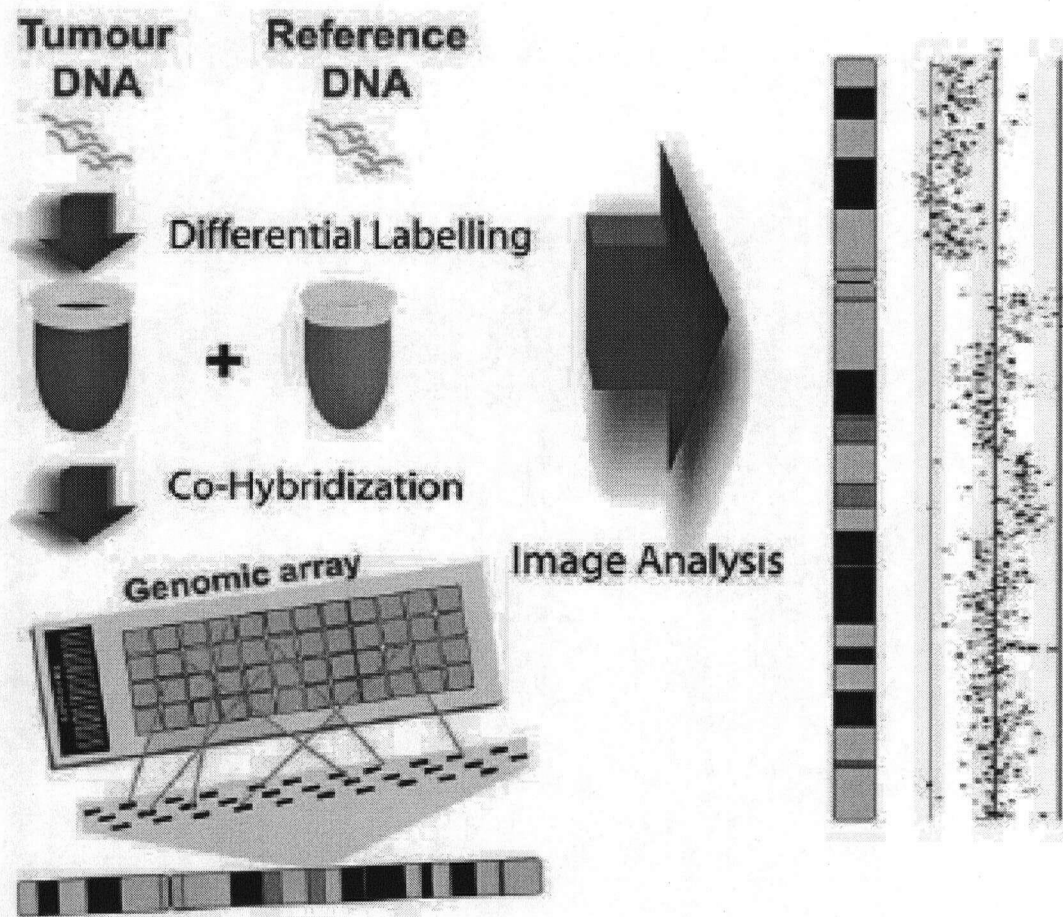 Tumour
DNA
Reference
DNA
Differential Labelling
+
Co-Hybridization
Genomic array
Image Analysis